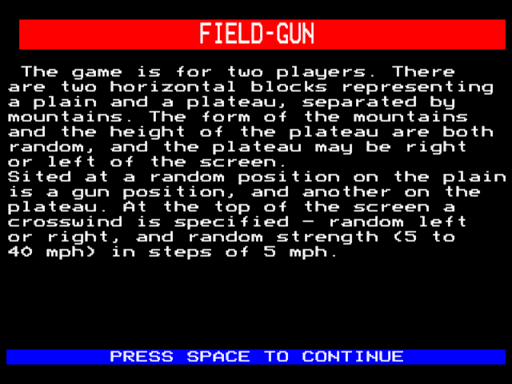 FIELD-GUN
The game is for two players. There
are two horizontal blocks representing
a plain and a plateau, separated by
mountains. The form of the mountains
and the height of the plateau are both
random, and the plateau may be right
or left of the screen.
Sited at a random position on the plain
is a gun position, and another on the
plateau. At the top of the screen a
crosswind is specified – random left
or right, and random strength (5 to
40 mph) in steps of 5 mph.
PRESS SPACE TO CONTINUE